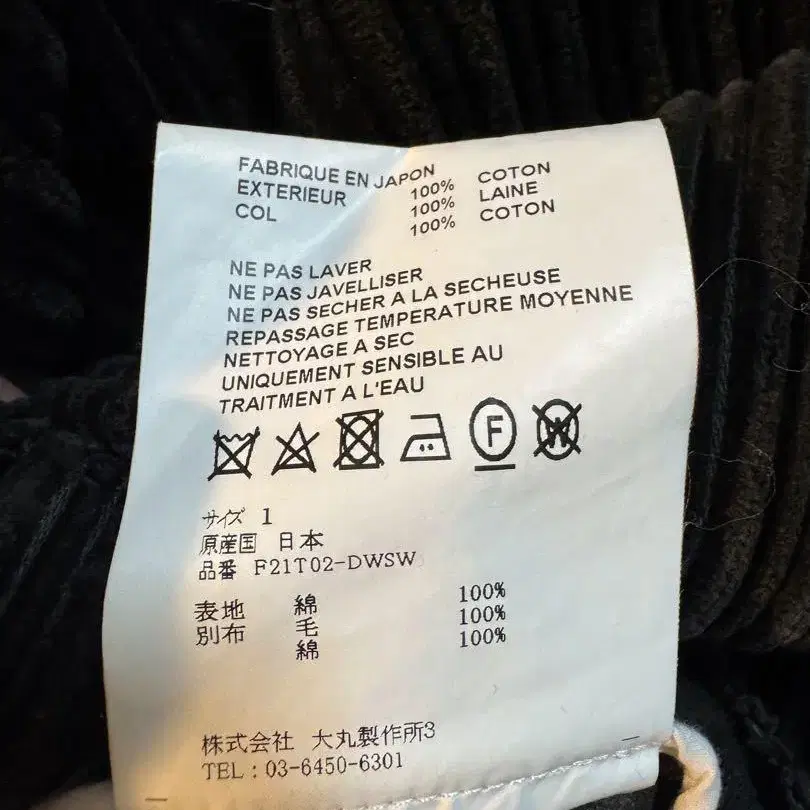 FABRIQUE EN JAPON
EXTERIEUR 100% COTON
COL 100% LAINE
100% COTON
NE PAS LAVER
NE PAS JAVELLISER
NE PAS SECHER A LA SECHEUSE
REPASSAGE TEMPERATURE MOYENNE
NETTOYAGE A SEC
UNIQUEMENT SENSIBLE AU
TRAITMENT A L'EAU
F W
サイズ 1
原産国 日本
品番 F21T02-DWSW
表地 綿 100%
別布 毛 100%
綿 100%
株式会社 大丸製作所3
TEL:03-6450-6301